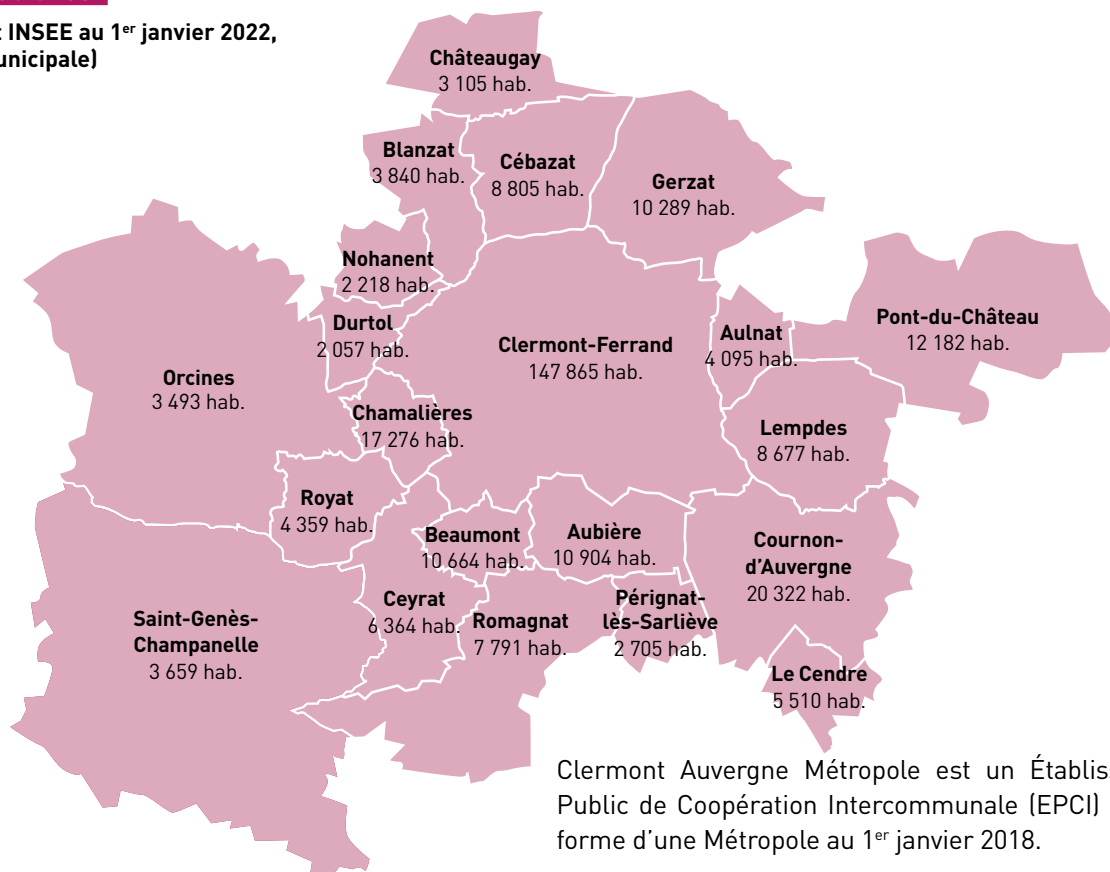 INSEE au 1er janvier 2022,
Châteaugay
3 105 hab.
Blanzat
3 840 hab.
Cébazat
8 805 hab.
Gerzat
10 289 hab.
Nohanent
2 218 hab.
Durtol
2 057 hab.
Clermont-Ferrand
147 865 hab.
Aulnat
4 095 hab.
Pont-du-Château
12 182 hab.
Orcines
3 493 hab.
Chamalières
17 276 hab.
Lempdes
8 677 hab.
Royat
4 359 hab.
Beaumont
10 664 hab.
Aubière
10 904 hab.
Cournon-
d'Auvergne
20 322 hab.
Saint-Genès-
Champanelle
3 659 hab.
Ceyrat
6 364 hab.
Romagnat
7 791 hab.
Pérignat-
lès-Sarliève
2 705 hab.
Le Cendre
5 510 hab.
Clermont Auvergne Métropole est un
Public de Coopération Intercommunale (EPCI)
forme d'une Métropole au 1er janvier 2018.